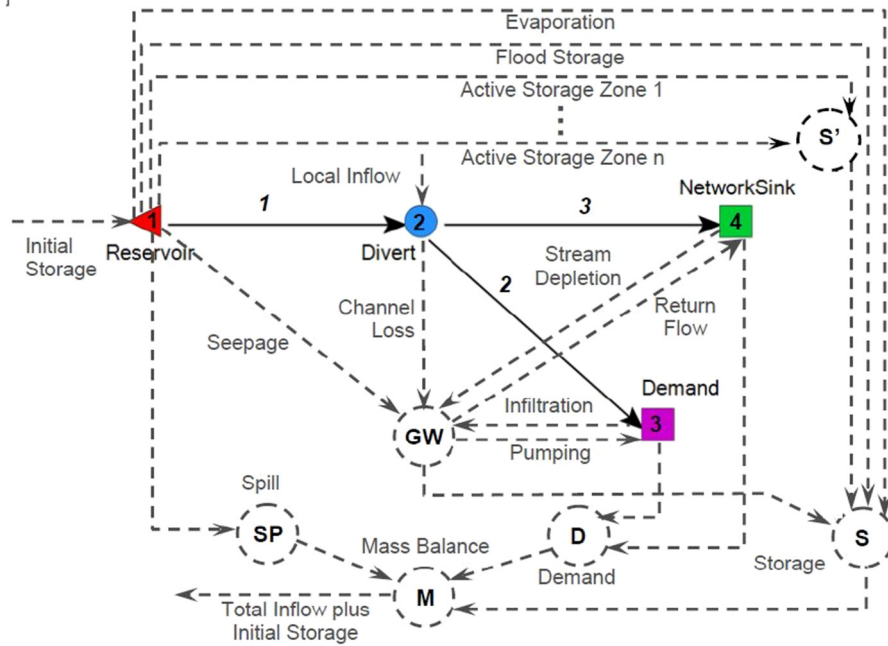 Evaporation
Flood Storage
Active Storage Zone 1
S'
Active Storage Zone n
Local Inflow
NetworkSink
1
3
1
2
4
Initial
Storage
Reservoir
Divert
Stream
Depletion
2
Channel
Loss
Return
Flow
Seepage
Demand
Infiltration
3
GW
Pumping
Spill
SP
D
S
Mass Balance
Storage
Demand
M
Total Inflow plus
Initial Storage